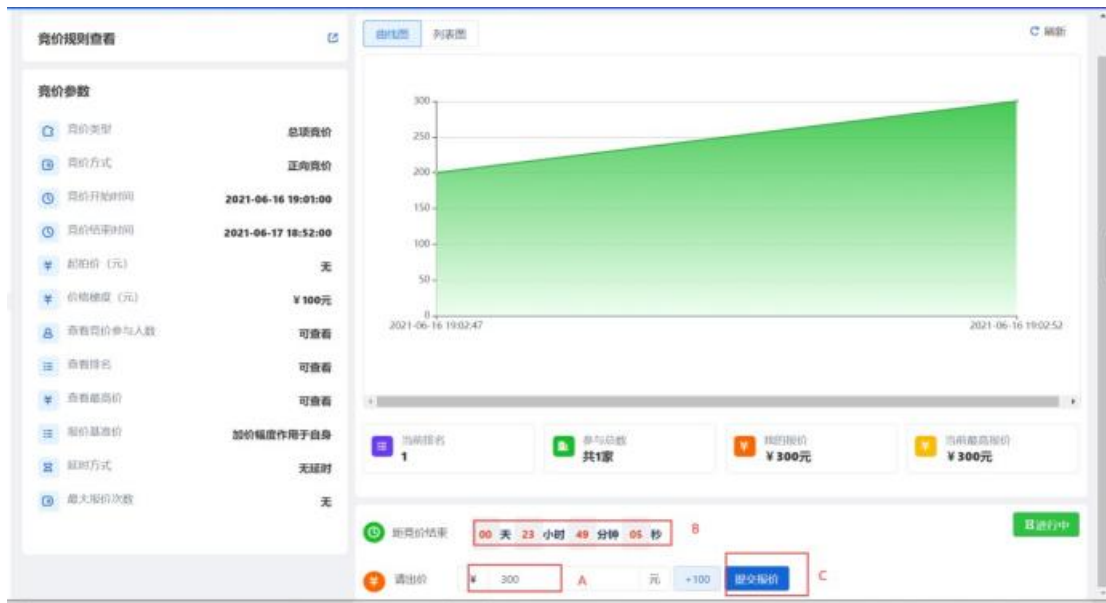 竞价规则查看
竞价参数
竞价类型 总项竞价
竞价方式 正向竞价
竞价开始时间 2021-06-16 19:01:00
竞价结束时间 2021-06-17 18:52:00
起拍价（元） 无
价格梯度（元） ¥100元
查看竞价参与人数 可查看
查看排名 可查看
查看最高价 可查看
报价基准价 加价幅度作用于自身
延时方式 无延时
最大报价次数 无
曲线图 列表图 刷新
300
250
200
150
100
50
0
2021-06-16 19:02:47 2021-06-16 19:02:52
当前排名 参与总数 我的报价 当前最高报价
1 共1家 ¥300元 ¥300元
距竞价结束 00 天 23 小时 49 分钟 05 秒 B 进行中
请出价 ¥ 300 A 元 +100 提交报价 C